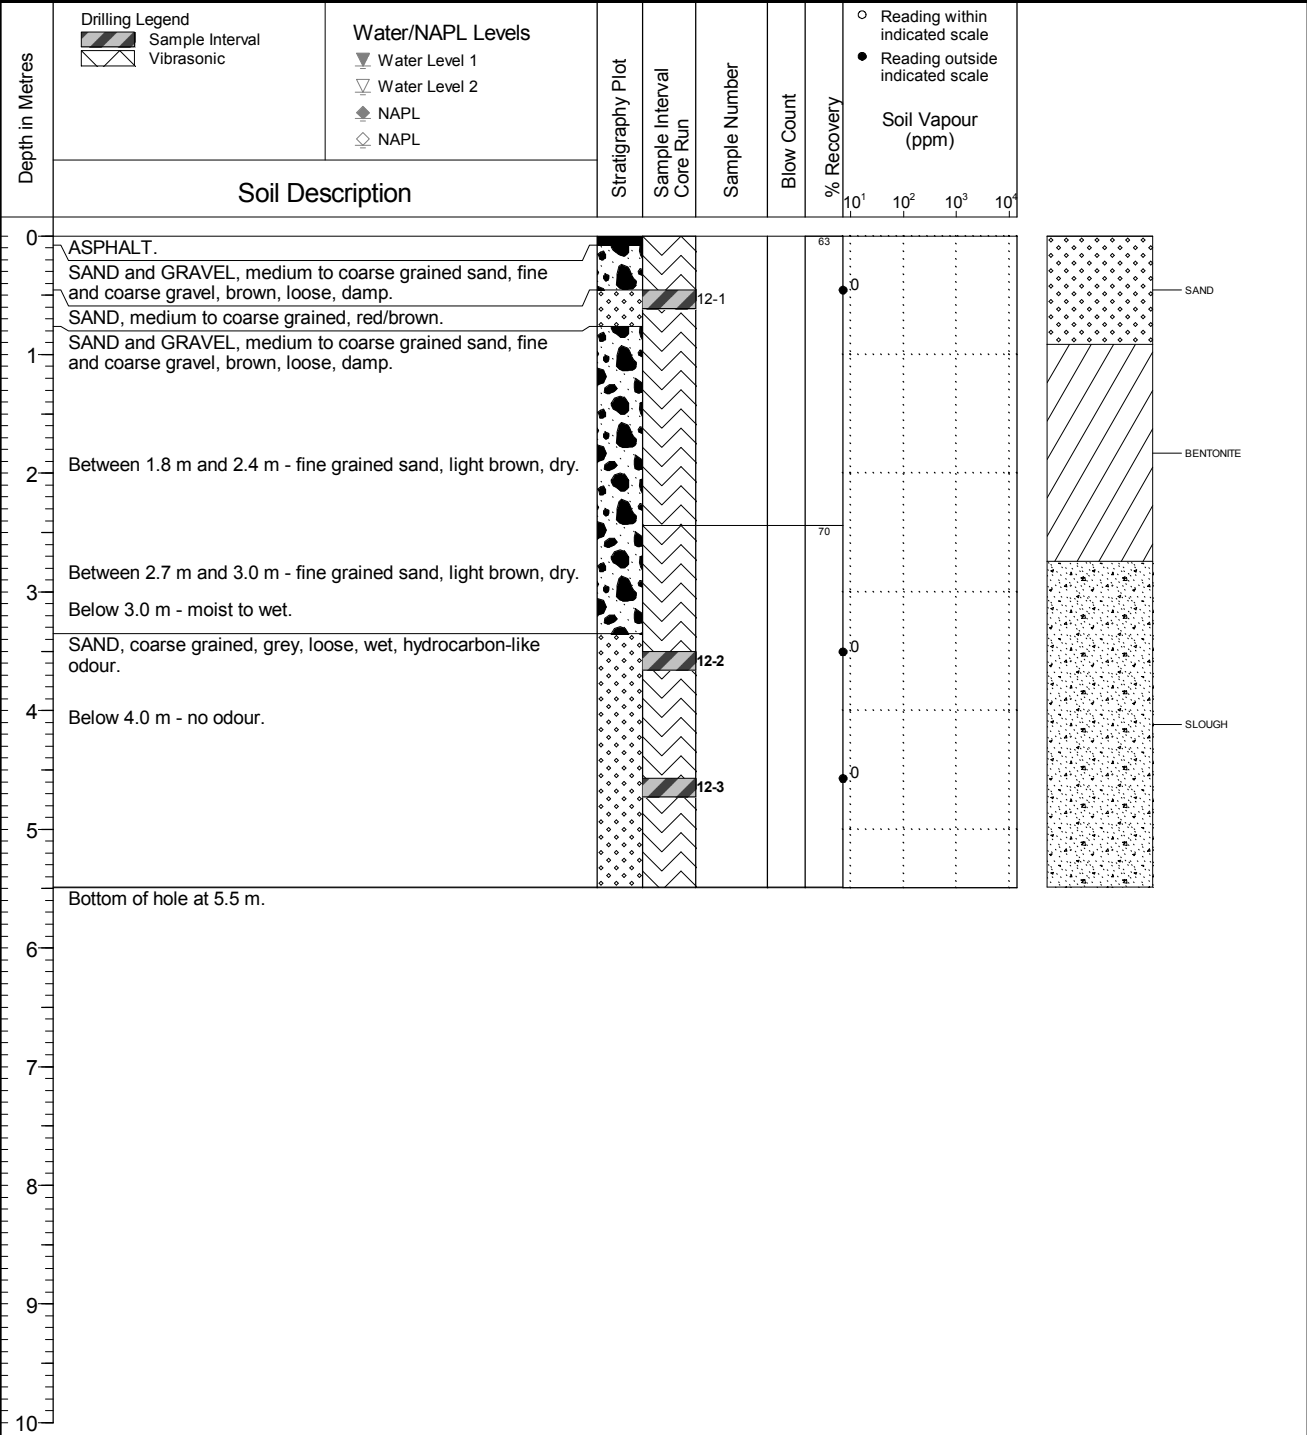 Drilling Legend
Sample Interval
Vibrasonic
Water/NAPL Levels
Water Level 1
Water Level 2
NAPL
NAPL
Depth in Metres
Soil Description
Stratigraphy Plot
Sample Interval
Core Run
Sample Number
Blow Count
% Recovery
Reading within
indicated scale
Reading outside
indicated scale
Soil Vapour
(ppm)
10¹ 10² 10³ 10⁴
0
ASPHALT.
63
SAND and GRAVEL, medium to coarse grained sand, fine
and coarse gravel, brown, loose, damp.
0
SAND
12-1
SAND, medium to coarse grained, red/brown.
SAND and GRAVEL, medium to coarse grained sand, fine
and coarse gravel, brown, loose, damp.
1
BENTONITE
Between 1.8 m and 2.4 m - fine grained sand, light brown, dry.
2
70
Between 2.7 m and 3.0 m - fine grained sand, light brown, dry.
3
Below 3.0 m - moist to wet.
SAND, coarse grained, grey, loose, wet, hydrocarbon-like
odour.
0
12-2
4
Below 4.0 m - no odour.
SLOUGH
0
12-3
5
Bottom of hole at 5.5 m.
6
7
8
9
10